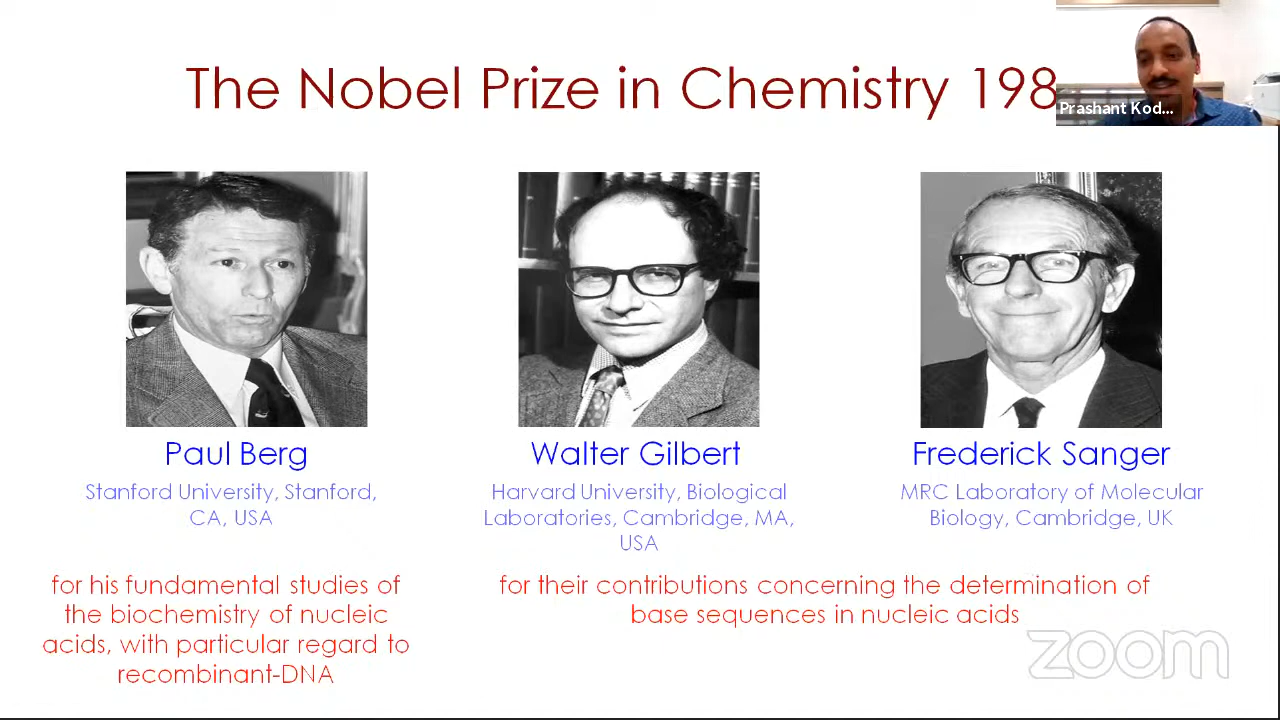 The Nobel Prize in Chemistry 198
Prashant Kod...
Paul Berg
Stanford University, Stanford,
CA, USA
for his fundamental studies of
the biochemistry of nucleic
acids, with particular regard to
recombinant-DNA
Walter Gilbert
Harvard University, Biological
Laboratories, Cambridge, MA,
USA
Frederick Sanger
MRC Laboratory of Molecular
Biology, Cambridge, UK
for their contributions concerning the determination of
base sequences in nucleic acids
zoom